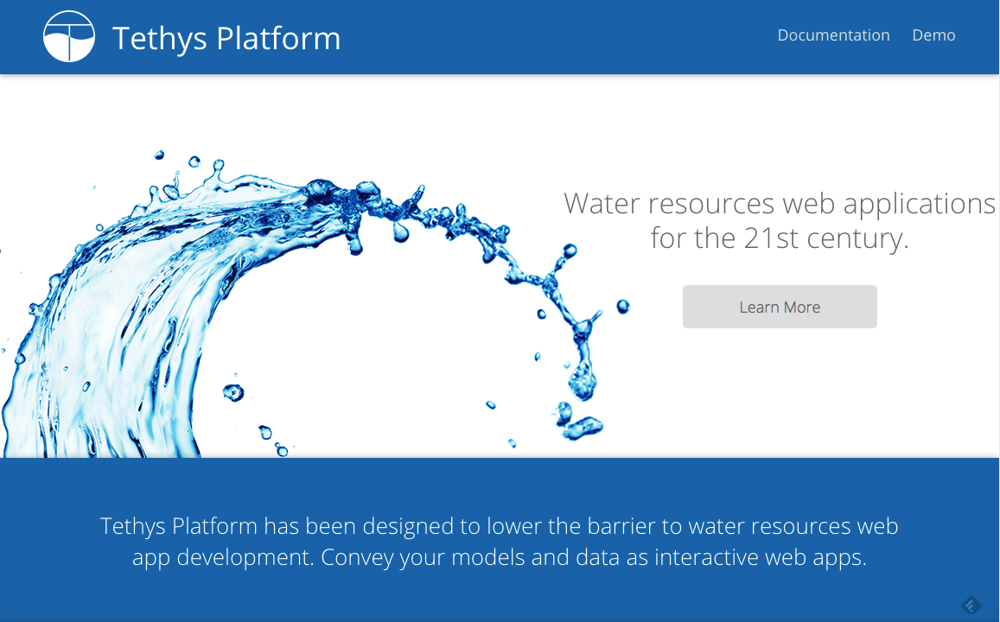 Tethys Platform
Documentation
Demo
Water resources web applications
for the 21st century.
Learn More
Tethys Platform has been designed to lower the barrier to water resources web
app development. Convey your models and data as interactive web apps.